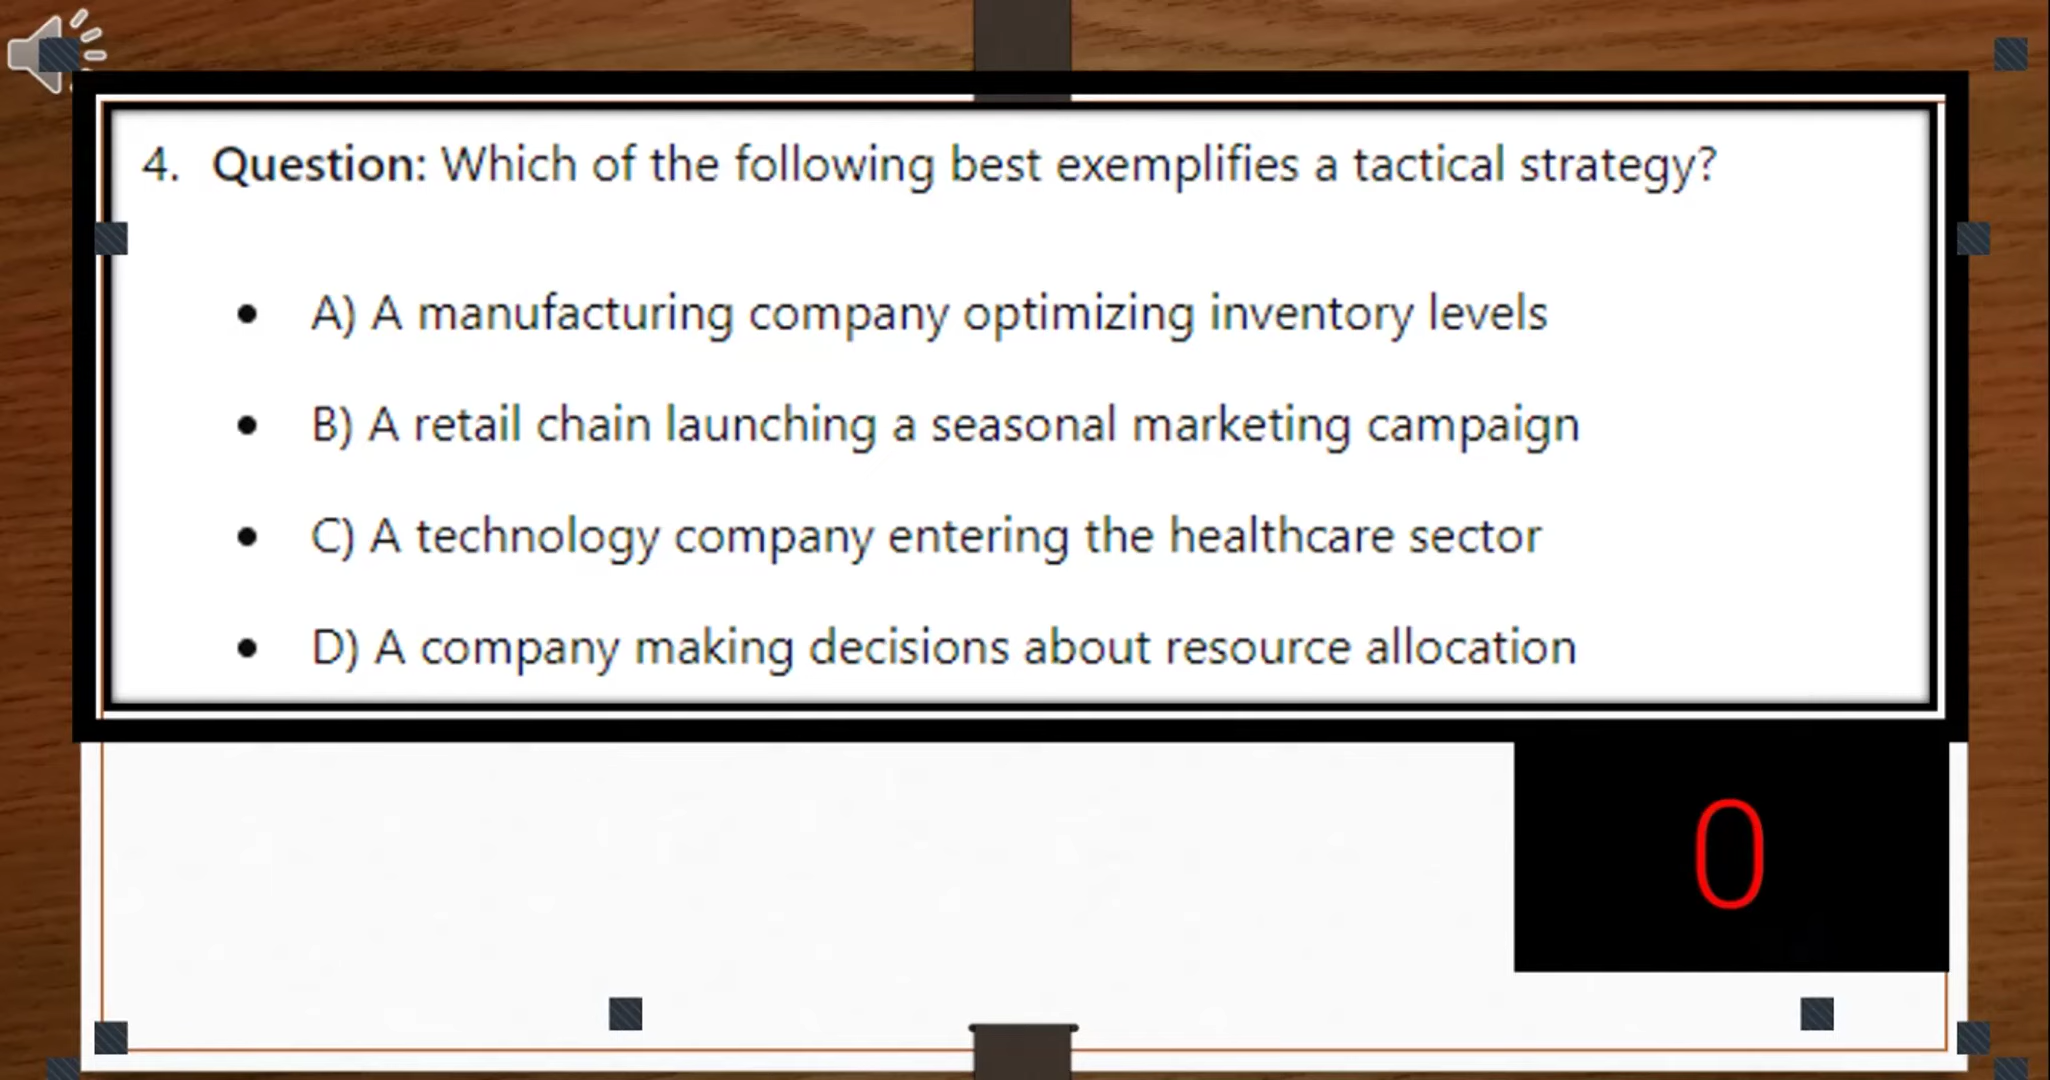 4. Question: Which of the following best exemplifies a tactical strategy?
• A) A manufacturing company optimizing inventory levels
• B) A retail chain launching a seasonal marketing campaign
• C) A technology company entering the healthcare sector
• D) A company making decisions about resource allocation
0